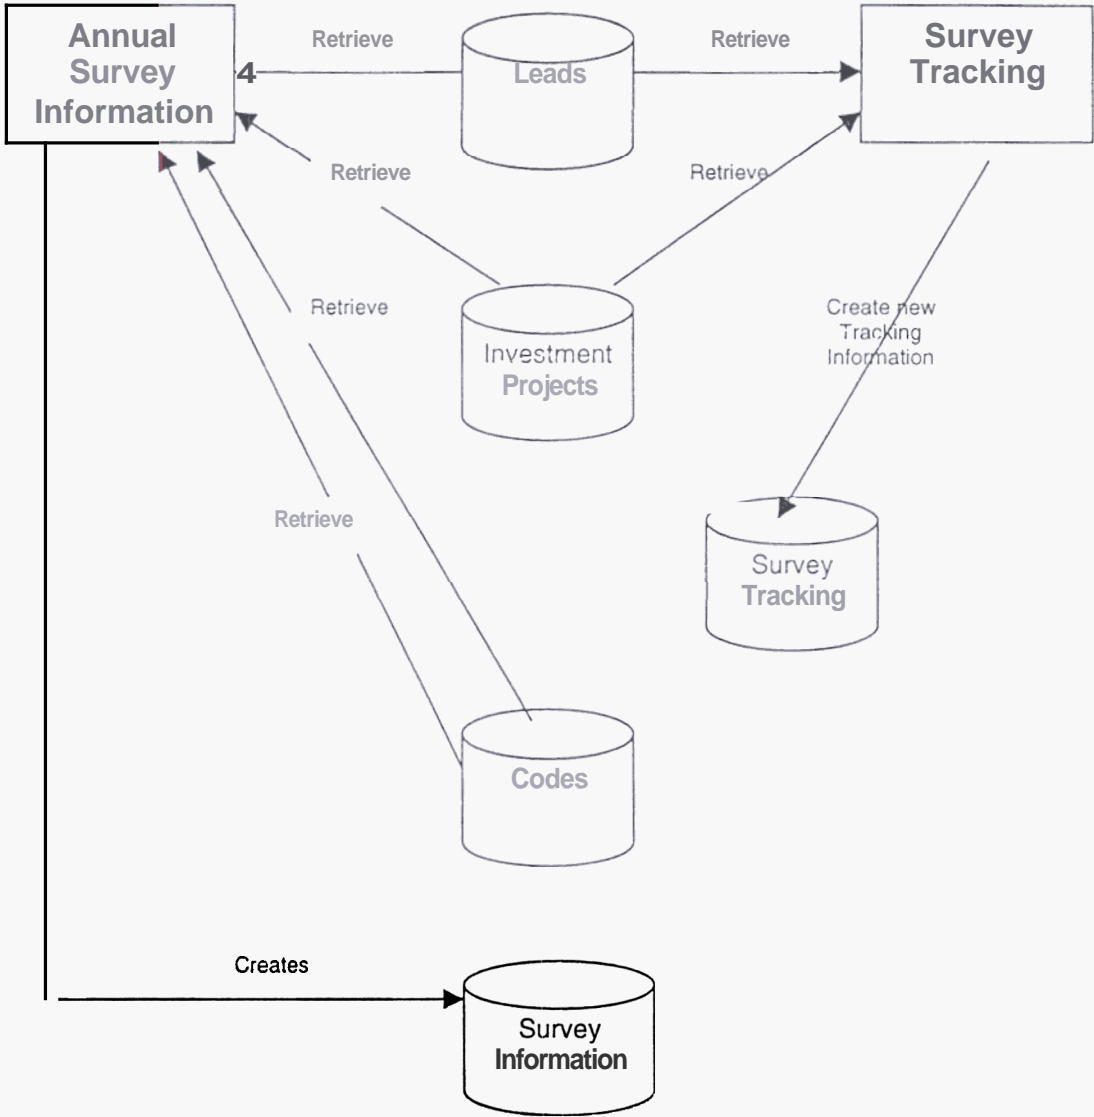 Annual
Survey
Information
Retrieve
4
Leads
Retrieve
Survey
Tracking
Retrieve
Retrieve
Retrieve
Investment
Projects
Create new
Tracking
Information
Retrieve
Survey
Tracking
Codes
Creates
Survey
Information